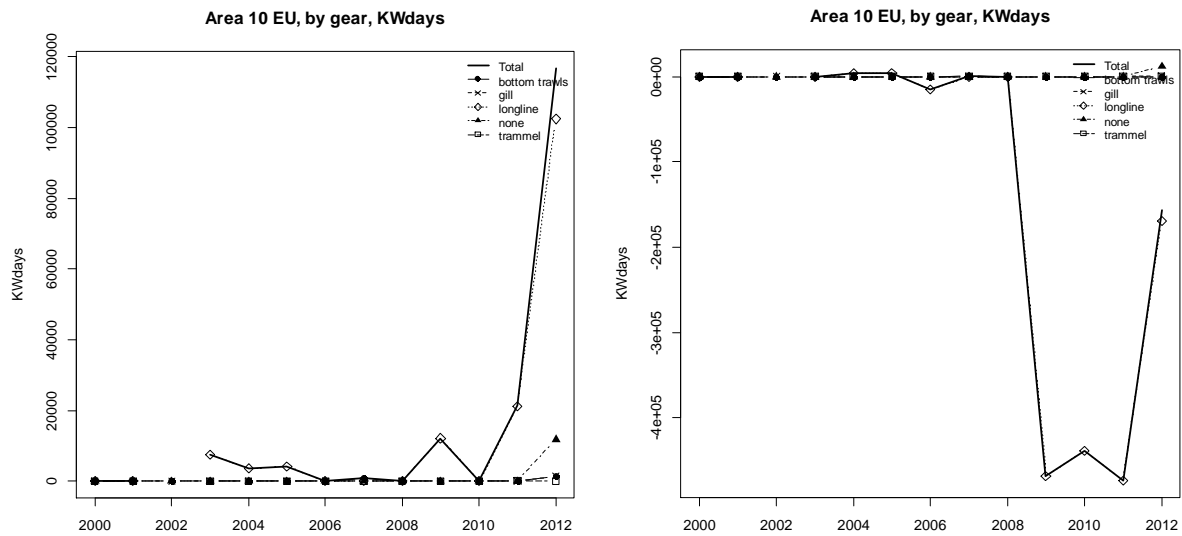 Area 10 EU, by gear, KWdays
KWdays
120000
100000
80000
60000
40000
20000
0
Total
bottom trawls
gill
longline
none
trammel
2000 2002 2004 2006 2008 2010 2012
Area 10 EU, by gear, KWdays
KWdays
0e+00
-1e+05
-2e+05
-3e+05
-4e+05
Total
bottom trawls
gill
longline
none
trammel
2000 2002 2004 2006 2008 2010 2012